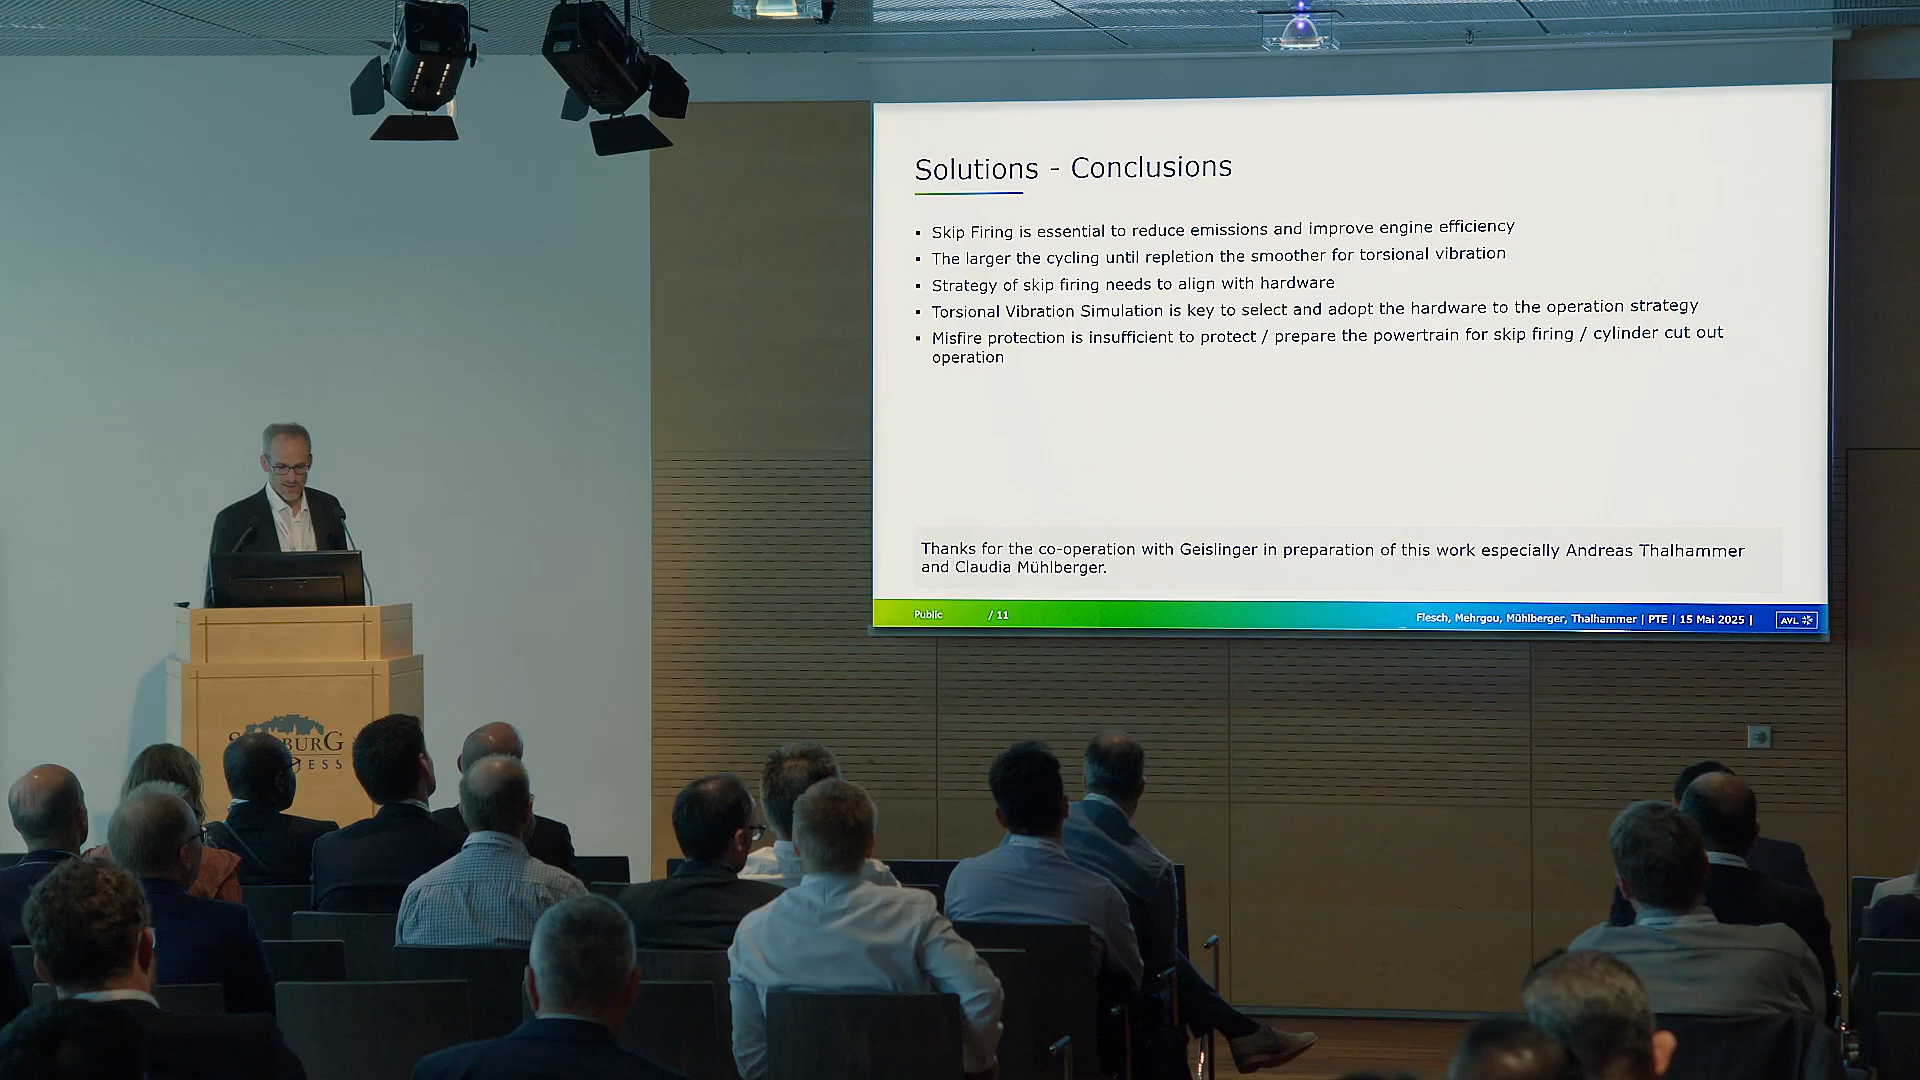 Solutions - Conclusions
▪ Skip Firing is essential to reduce emissions and improve engine efficiency
▪ The larger the cycling until repletion the smoother for torsional vibration
▪ Strategy of skip firing needs to align with hardware
▪ Torsional Vibration Simulation is key to select and adopt the hardware to the operation strategy
▪ Misfire protection is insufficient to protect / prepare the powertrain for skip firing / cylinder cut out
operation
Thanks for the co-operation with Geislinger in preparation of this work especially Andreas Thalhammer
and Claudia Mühlberger.
Public / 11 Flesch, Mehrgou, Mühlberger, Thalhammer | PTE | 15 Mai 2025 | AVL